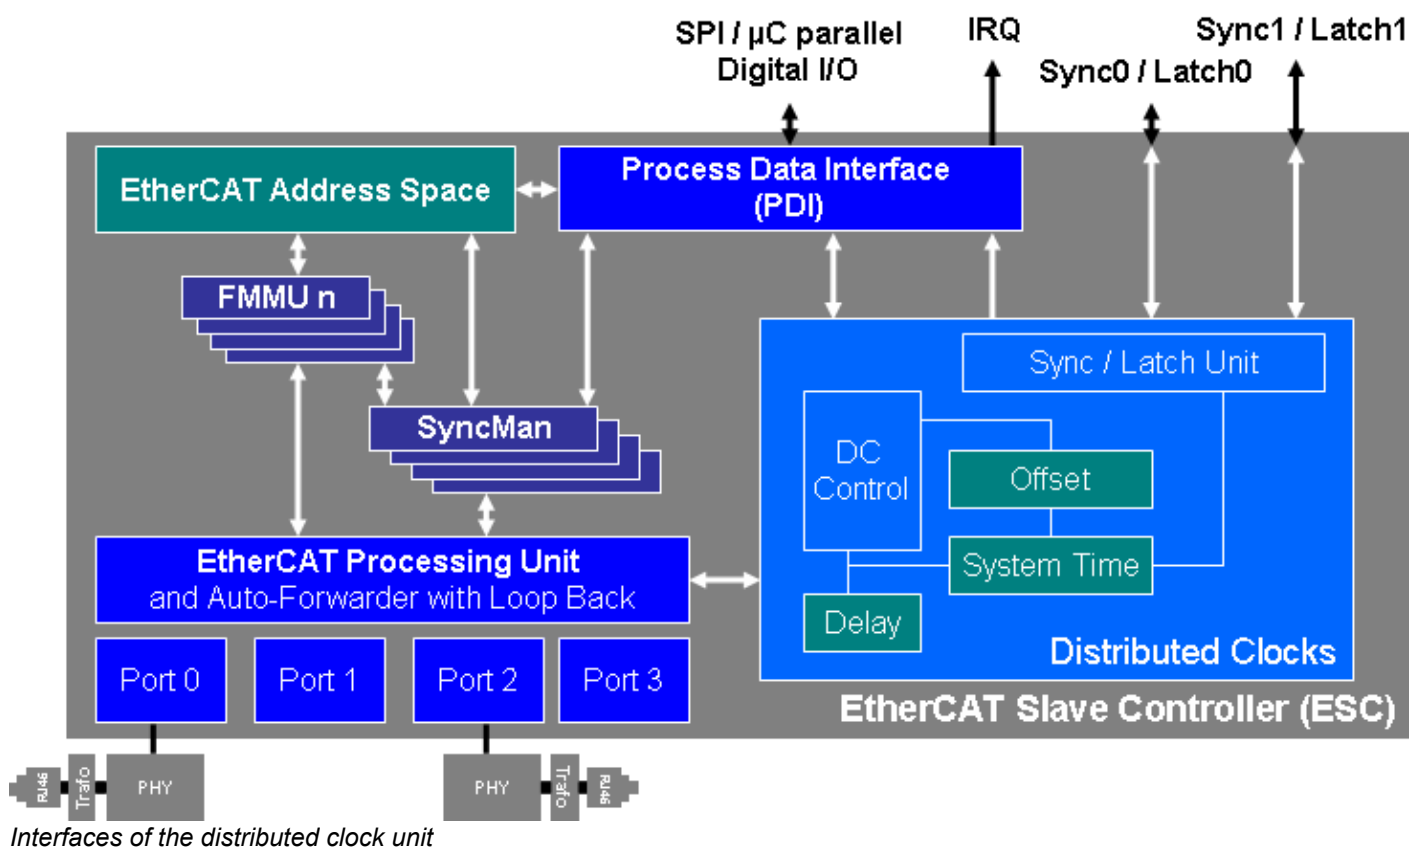 SPI / µC parallel
Digital I/O
IRQ
Sync0 / Latch0
Sync1 / Latch1
EtherCAT Address Space
Process Data Interface
(PDI)
FMMU n
SyncMan
Sync / Latch Unit
DC
Control
Offset
System Time
Delay
Distributed Clocks
EtherCAT Processing Unit
and Auto-Forwarder with Loop Back
Port 0
Port 1
Port 2
Port 3
EtherCAT Slave Controller (ESC)
RJ46
Trafo
PHY
PHY
Trafo
RJ46
Interfaces of the distributed clock unit